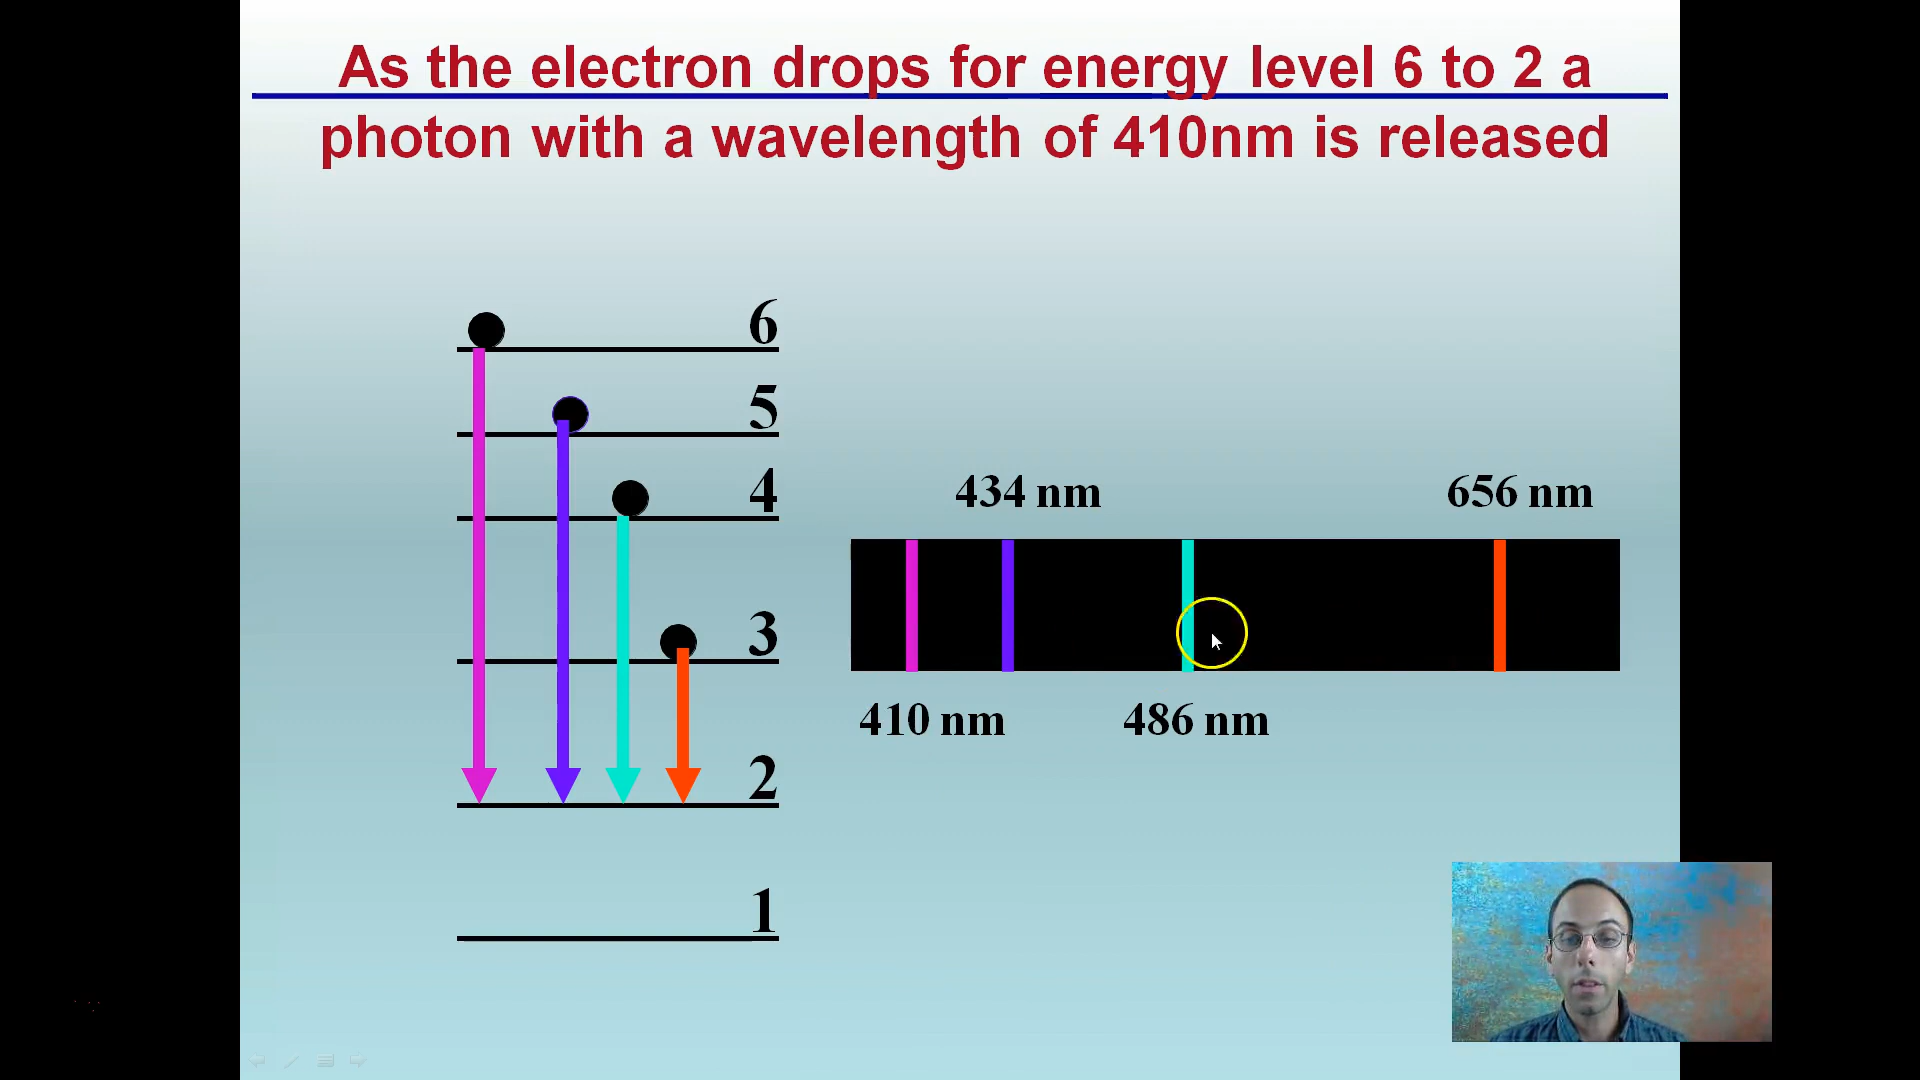 As the electron drops for energy level 6 to 2 a
photon with a wavelength of 410nm is released
6
5
4
3
2
1
434 nm
656 nm
410 nm
486 nm